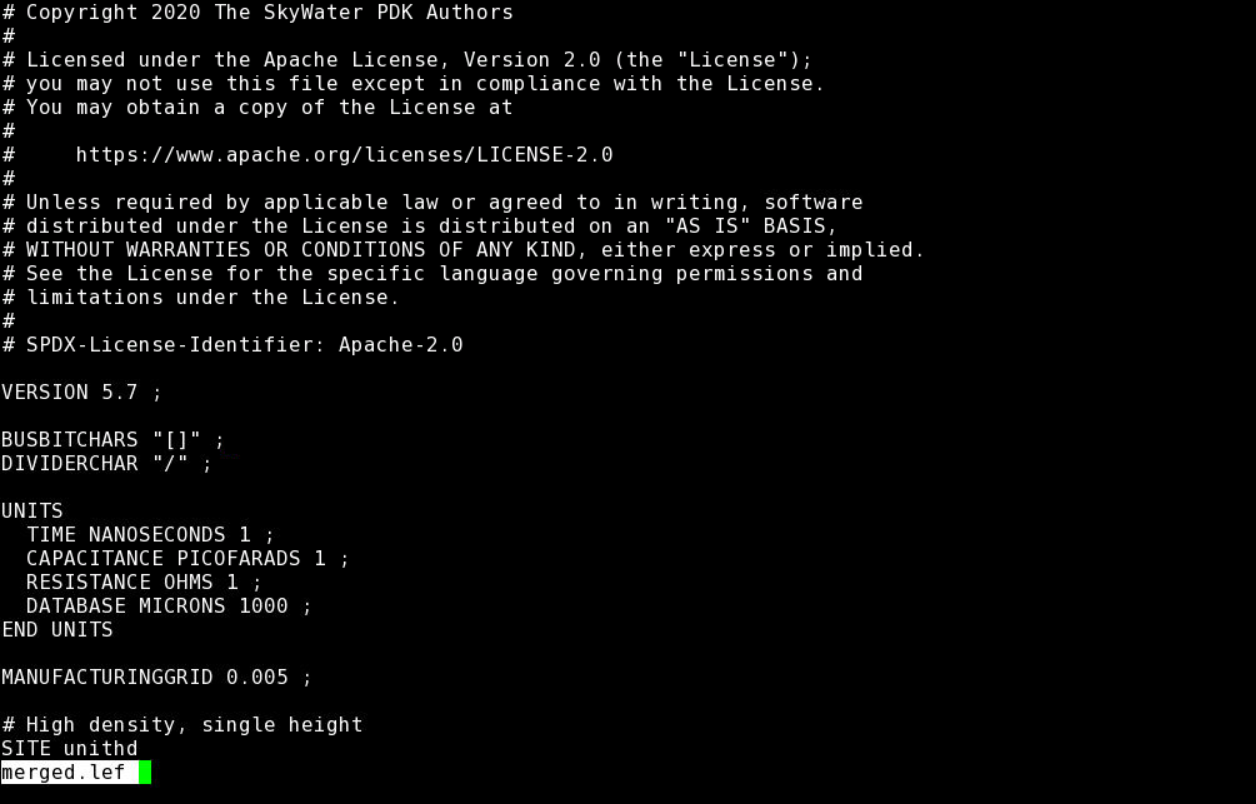 # Copyright 2020 The SkyWater PDK Authors
#
# Licensed under the Apache License, Version 2.0 (the "License");
# you may not use this file except in compliance with the License.
# You may obtain a copy of the License at
#
#     https://www.apache.org/licenses/LICENSE-2.0
#
# Unless required by applicable law or agreed to in writing, software
# distributed under the License is distributed on an "AS IS" BASIS,
# WITHOUT WARRANTIES OR CONDITIONS OF ANY KIND, either express or implied.
# See the License for the specific language governing permissions and
# limitations under the License.
#
# SPDX-License-Identifier: Apache-2.0

VERSION 5.7 ;

BUSBITCHARS "[]" ;
DIVIDERCHAR "/" ;

UNITS
  TIME NANOSECONDS 1 ;
  CAPACITANCE PICOFARADS 1 ;
  RESISTANCE OHMS 1 ;
  DATABASE MICRONS 1000 ;
END UNITS

MANUFACTURINGGRID 0.005 ;

# High density, single height
SITE unithd
merged.lef